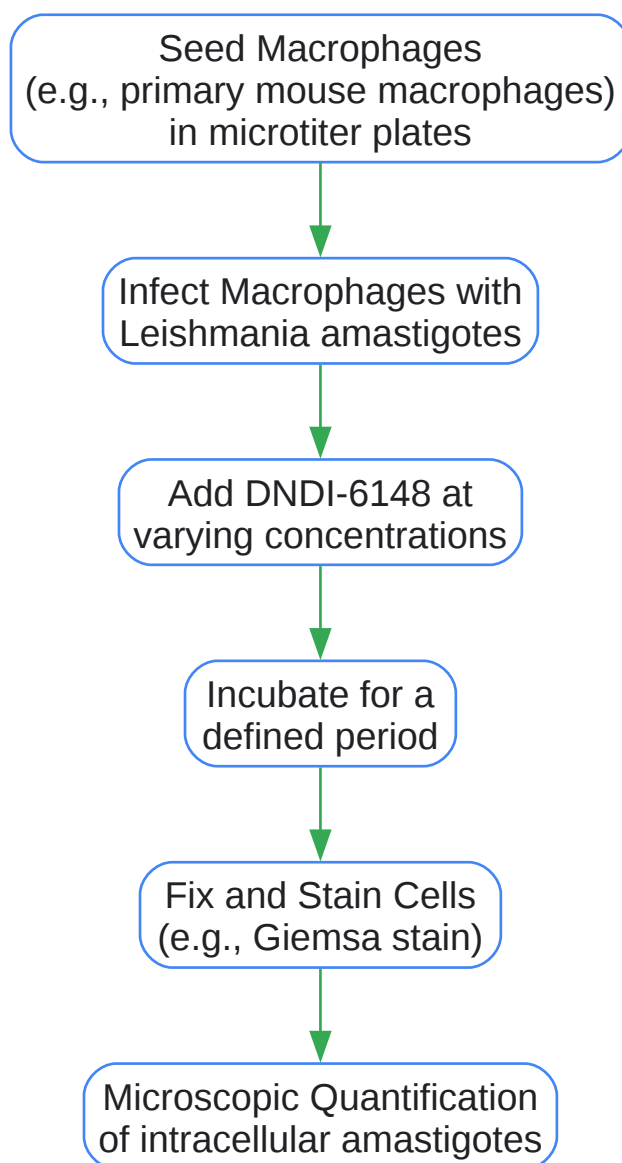 Seed Macrophages
(e.g., primary mouse macrophages)
in microtiter plates
Infect Macrophages with
Leishmania amastigotes
Add DNDI-6148 at
varying concentrations
Incubate for a
defined period
Fix and Stain Cells
(e.g., Giemsa stain)
Microscopic Quantification
of intracellular amastigotes